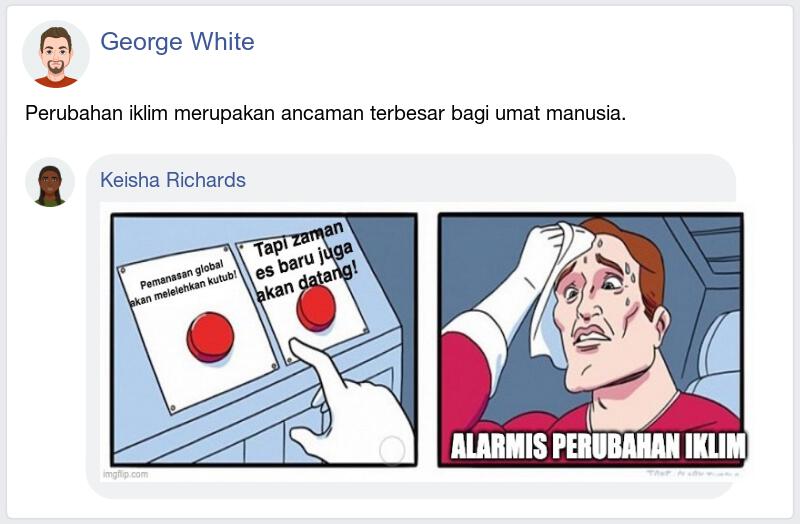 George White
Perubahan iklim merupakan ancaman terbesar bagi umat manusia.
Keisha Richards
Pemanasan global
akan melelehkan kutub!
Tapi zaman
es baru juga
akan datang!
ALARMIS PERUBAHAN IKLIM
imgflip.com